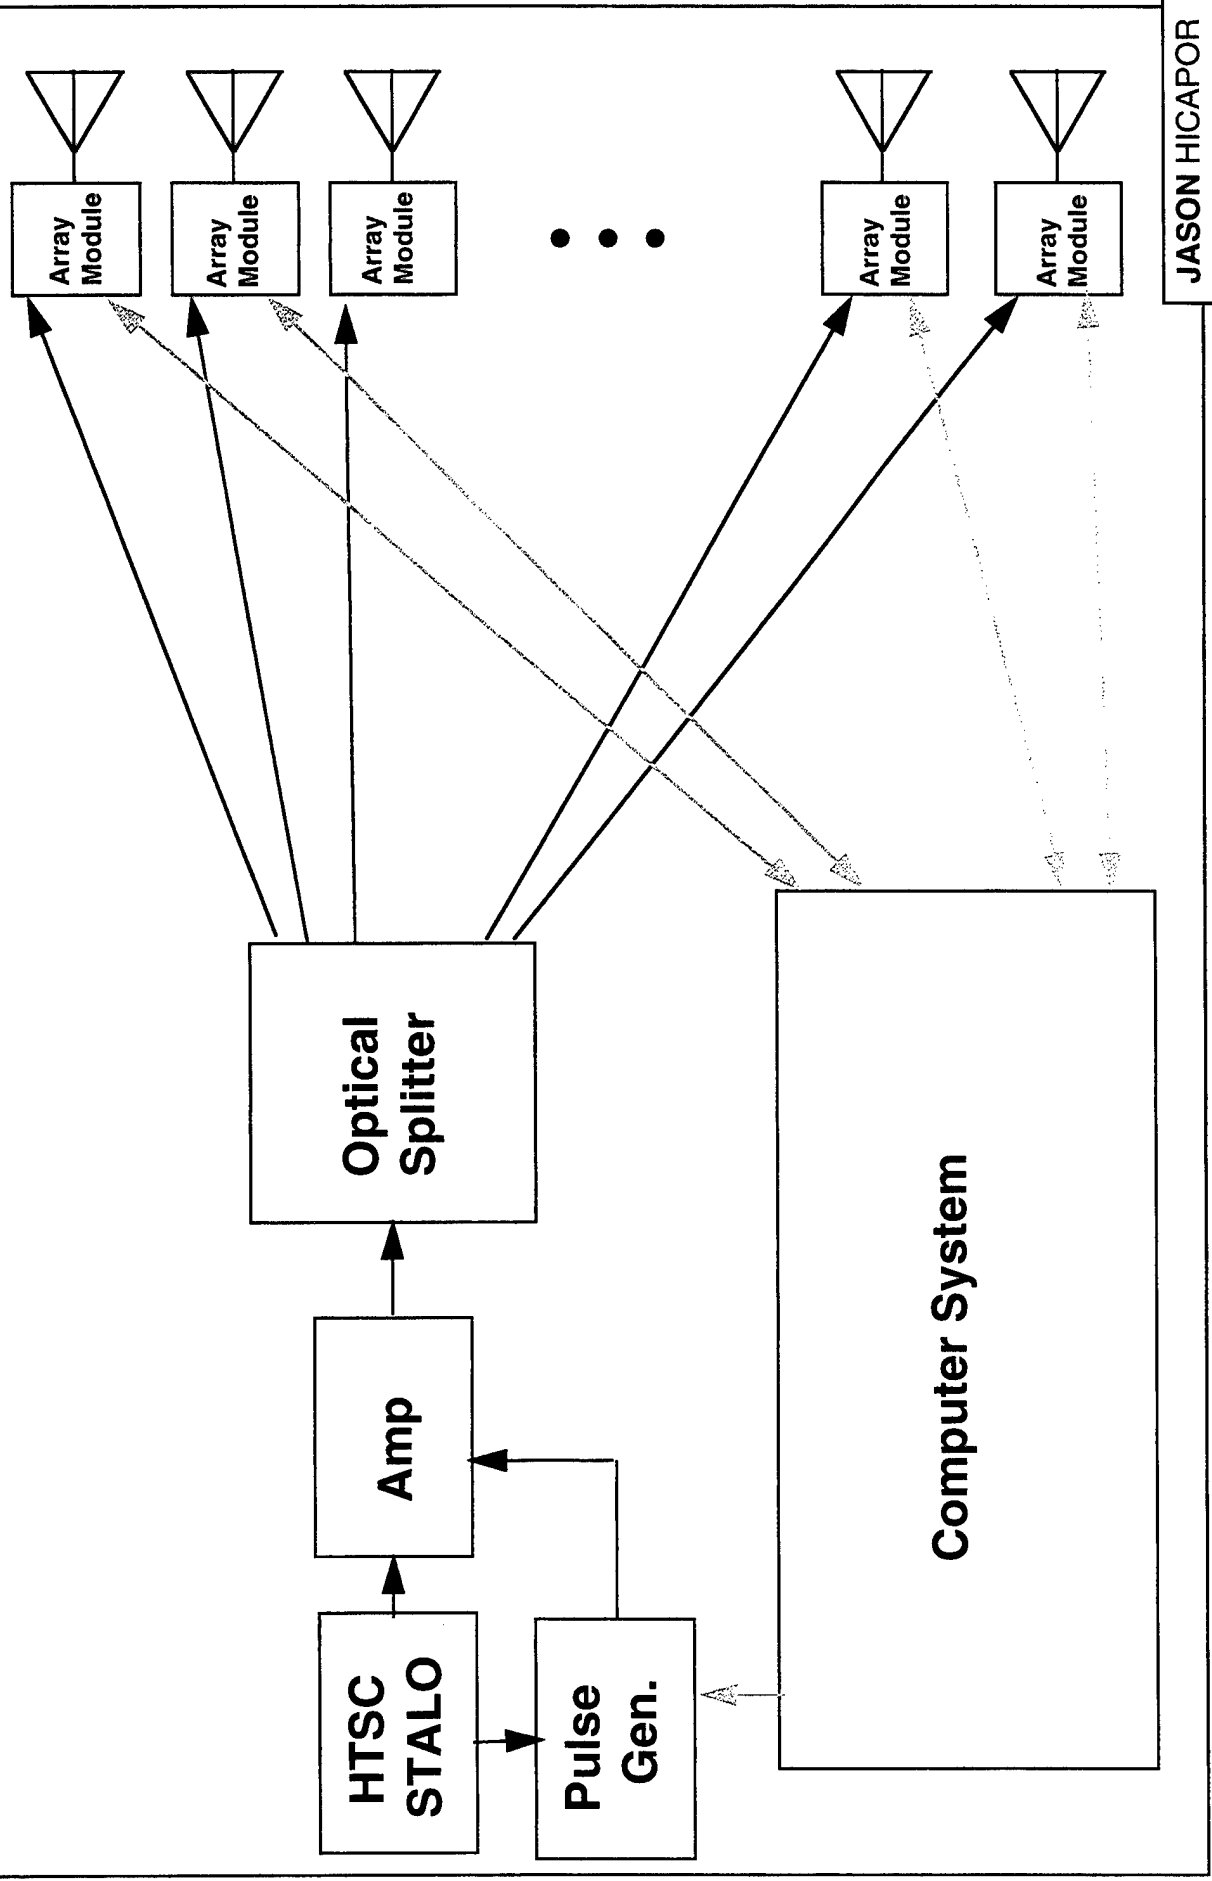 HTSC
STALO
Pulse
Gen.
Amp
Optical
Splitter
Computer System
Array
Module
Array
Module
Array
Module
Array
Module
Array
Module
JASON HICAPOR